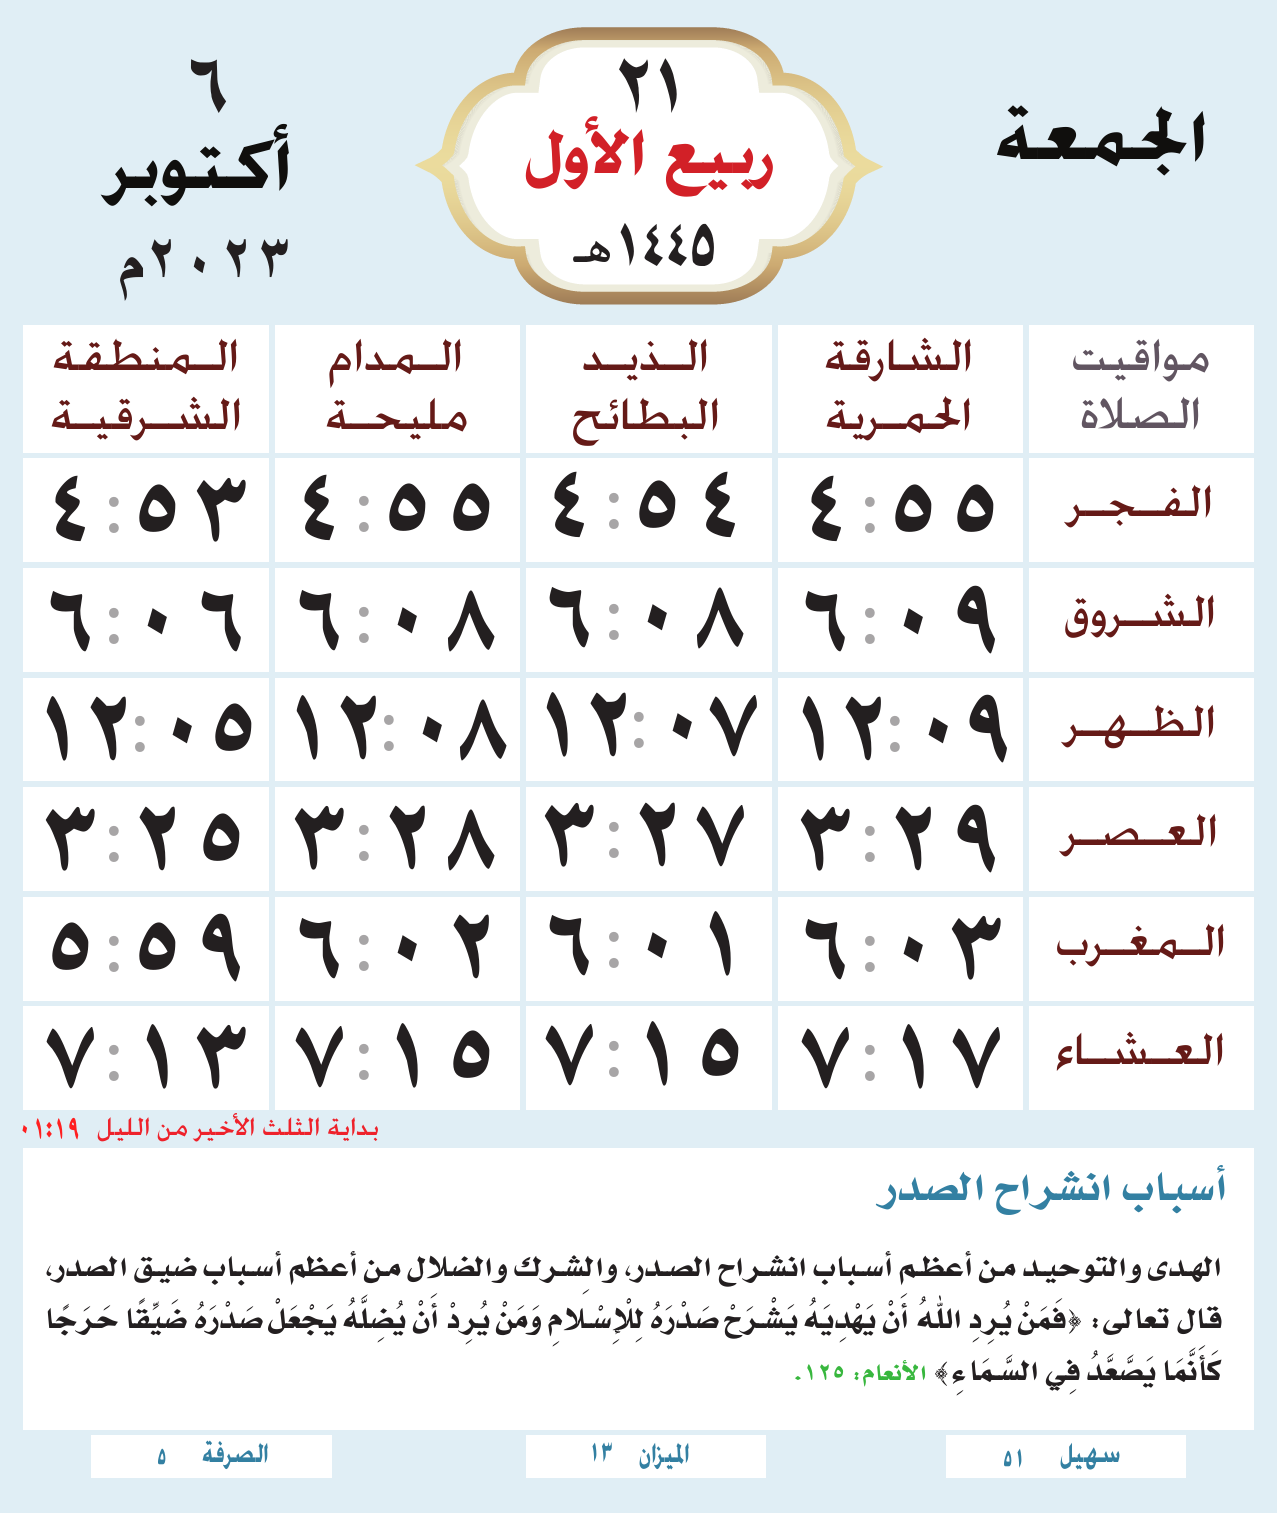 الجمعة
٢١
ربيع الأول
١٤٤٥هـ
٦
أكتوبر
٢٠٢٣م
مواقيت الصلاة
الشارقة الحمرية
الذيد البطائح
المدام مليحة
المنطقة الشرقية
الفجر ٤:٥٥ ٤:٥٤ ٤:٥٥ ٤:٥٣
الشروق ٦:٠٩ ٦:٠٨ ٦:٠٨ ٦:٠٦
الظهر ١٢:٠٩ ١٢:٠٧ ١٢:٠٨ ١٢:٠٥
العصر ٣:٢٩ ٣:٢٧ ٣:٢٨ ٣:٢٥
المغرب ٦:٠٣ ٦:٠١ ٦:٠٢ ٥:٥٩
العشاء ٧:١٧ ٧:١٥ ٧:١٥ ٧:١٣
بداية الثلث الأخير من الليل ٠١:١٩
أسباب انشراح الصدر
الهدى والتوحيد من أعظم أسباب انشراح الصدر، والشِرك والضلال من أعظم أسباب ضيق الصدر،
قال تعالى: ﴿فَمَنْ يُرِدِ اللهُ أَنْ يَهْدِيَهُ يَشْرَحْ صَدْرَهُ لِلْإِسْلامِ وَمَنْ يُرِدْ أَنْ يُضِلَّهُ يَجْعَلْ صَدْرَهُ ضَيِّقًا حَرَجًا
كَأَنَّمَا يَصَّعَّدُ فِي السَّمَاءِ﴾ الأنعام: ١٢٥.
سهيل ٥١
الميزان ١٣
الصرفة ٥